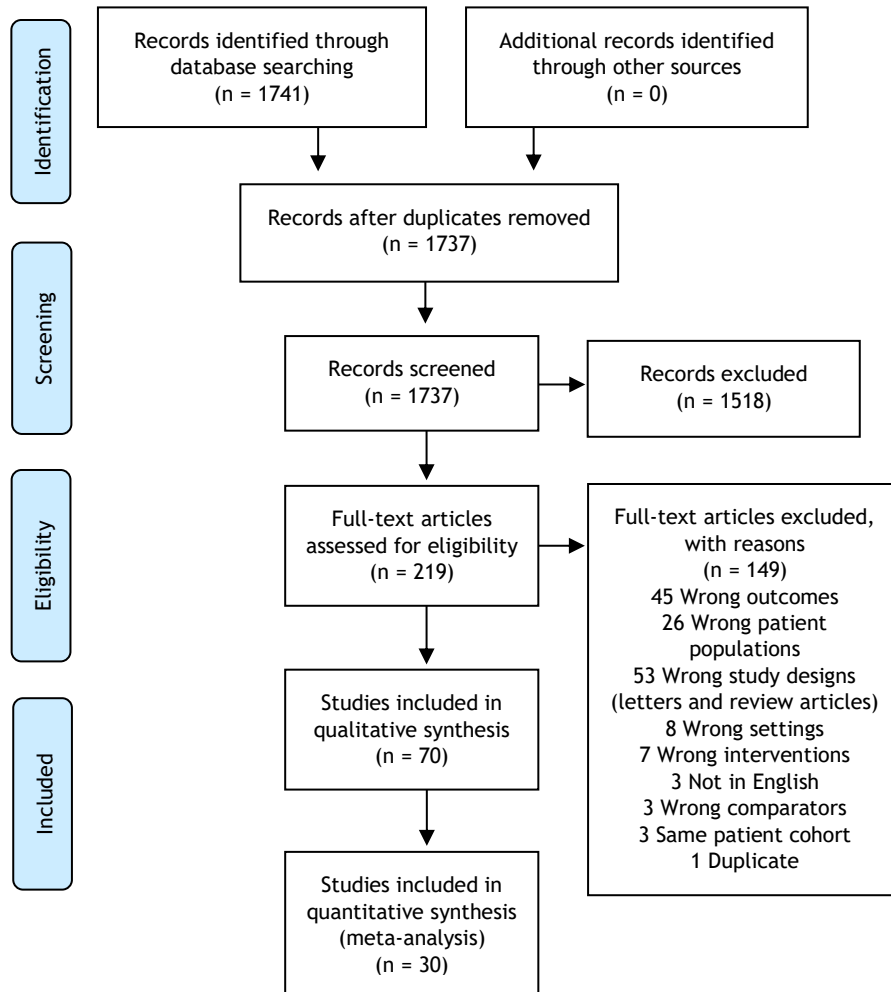 Identification
Records identified through
database searching
(n = 1741)
Additional records identified
through other sources
(n = 0)
Records after duplicates removed
(n = 1737)
Screening
Records screened
(n = 1737)
Records excluded
(n = 1518)
Eligibility
Full-text articles
assessed for eligibility
(n = 219)
Full-text articles excluded,
with reasons
(n = 149)
45 Wrong outcomes
26 Wrong patient
populations
53 Wrong study designs
(letters and review articles)
8 Wrong settings
7 Wrong interventions
3 Not in English
3 Wrong comparators
3 Same patient cohort
1 Duplicate
Included
Studies included in
qualitative synthesis
(n = 70)
Studies included in
quantitative synthesis
(meta-analysis)
(n = 30)